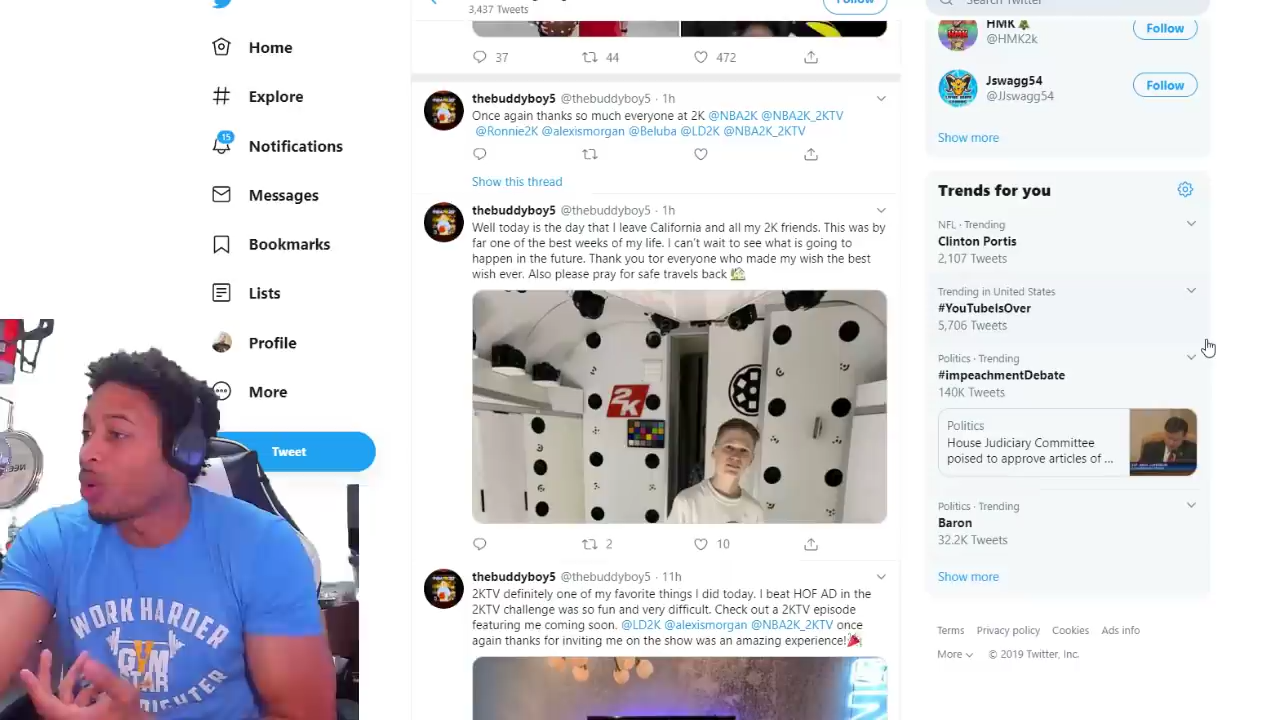 Home
Explore
15
Notifications
Messages
Bookmarks
Lists
Profile
More
Tweet
WORK HARDER
GYM
STAR
3,437 Tweets
Follow
37 44 472
thebuddyboy5 @thebuddyboy5 · 1h
Once again thanks so much everyone at 2K @NBA2K @NBA2K_2KTV
@Ronnie2K @alexismorgan @Beluba @LD2K @NBA2K_2KTV
Show this thread
thebuddyboy5 @thebuddyboy5 · 1h
Well today is the day that I leave California and all my 2K friends. This was by
far one of the best weeks of my life. I can't wait to see what is going to
happen in the future. Thank you tor everyone who made my wish the best
wish ever. Also please pray for safe travels back
2K
2 10
thebuddyboy5 @thebuddyboy5 · 11h
2KTV definitely one of my favorite things I did today. I beat HOF AD in the
2KTV challenge was so fun and very difficult. Check out a 2KTV episode
featuring me coming soon. @LD2K @alexismorgan @NBA2K_2KTV once
again thanks for inviting me on the show was an amazing experience!
Search Twitter
HMK
@HMK2k
Follow
Jswagg54
@JJswagg54
Follow
Show more
Trends for you
NFL · Trending
Clinton Portis
2,107 Tweets
Trending in United States
#YouTubeIsOver
5,706 Tweets
Politics · Trending
#impeachmentDebate
140K Tweets
Politics
House Judiciary Committee
poised to approve articles of ...
Politics · Trending
Baron
32.2K Tweets
Show more
Terms Privacy policy Cookies Ads info
More © 2019 Twitter, Inc.